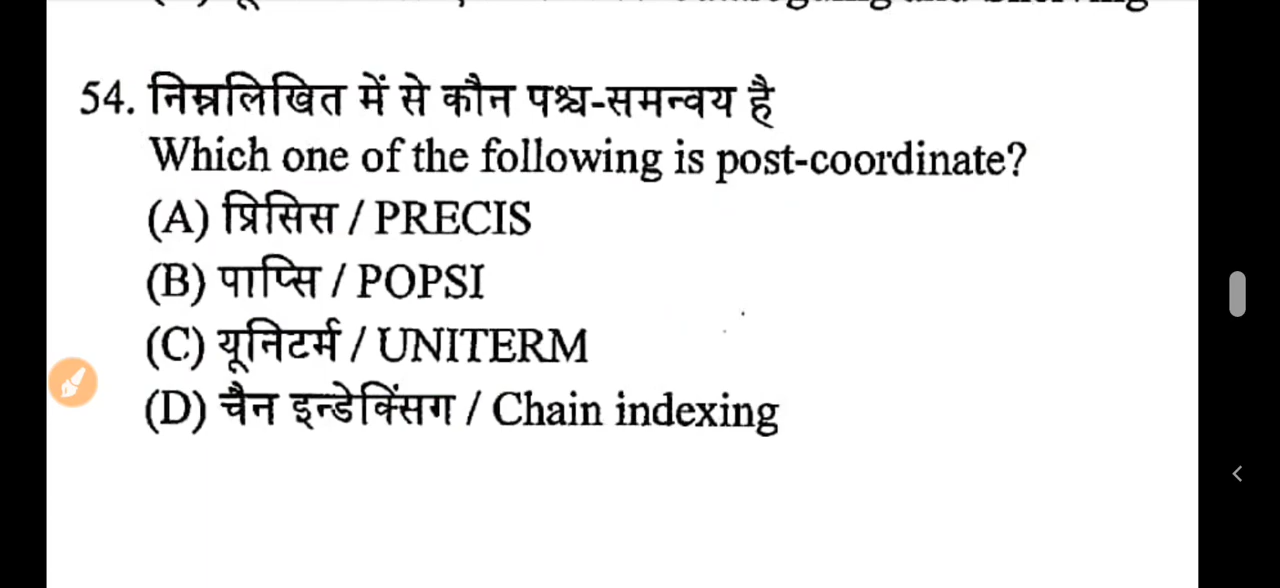 54. निम्नलिखित में से कौन पश्च-समन्वय है
Which one of the following is post-coordinate?
(A) प्रिसिस / PRECIS
(B) पाप्सि / POPSI
(C) यूनिटर्म / UNITERM
(D) चैन इन्डेक्सिंग / Chain indexing